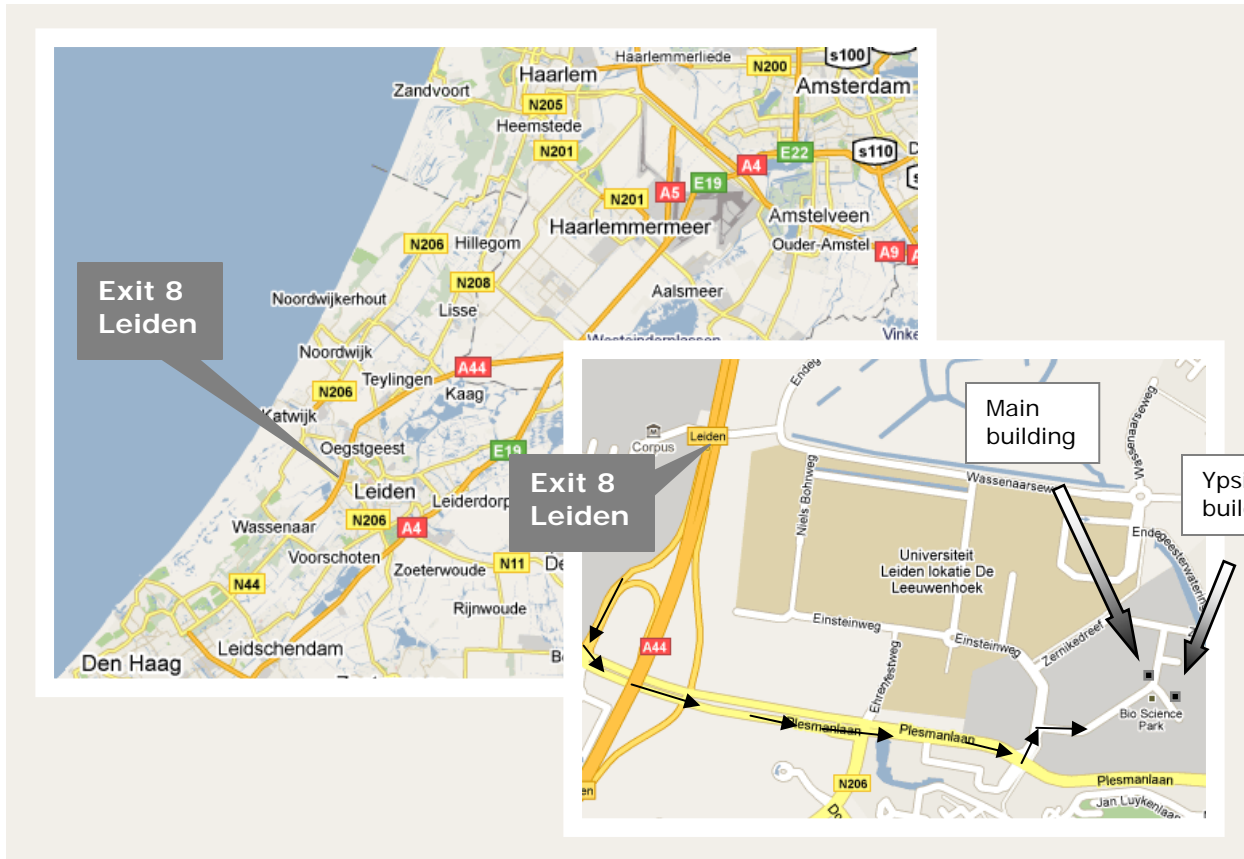 Haarlemmerliede
s100
Haarlem
N200
Zandvoort
Amsterdam
N205
Heemstede
N201
E22
s110
A4
E19
A5
N201
Amstelveen
Haarlemmermeer
N206
Hillegom
Ouder-Amstel
A9
Exit 8
Leiden
N208
Aalsmeer
Noordwijkerhout
Lisse
Noordwijk
A44
Teylingen
N206
Kaag
Katwijk
Oegstgeest
E19
Leiden
Leiderdorp
N206
A4
Wassenaar
Voorschoten
Zoeterwoude
N11
N44
Rijnwoude
Leidschendam
Den Haag
Main
building
Corpus
Leiden
Wassenaarseweg
Exit 8
Leiden
Niels Bohrweg
Wassenaarsew
Universiteit
Leiden lokatie De
Leeuwenhoek
Endegeesterwatering
Einsteinweg
Einsteinweg
Zernikedreef
A44
Ehrenfestweg
Bio Science
Park
Plesmanlaan
Plesmanlaan
N206
Plesmanlaan
Jan Luykenlaan